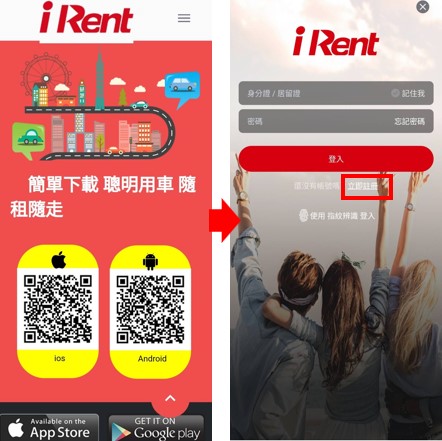 iRent
簡單下載 聰明用車 隨
租隨走
ios
Android
Available on the
App Store
GET IT ON
Google play
iRent
身分證 / 居留證
記住我
密碼
忘記密碼
登入
還沒有帳號嗎
立即註冊
使用 指紋辨識 登入